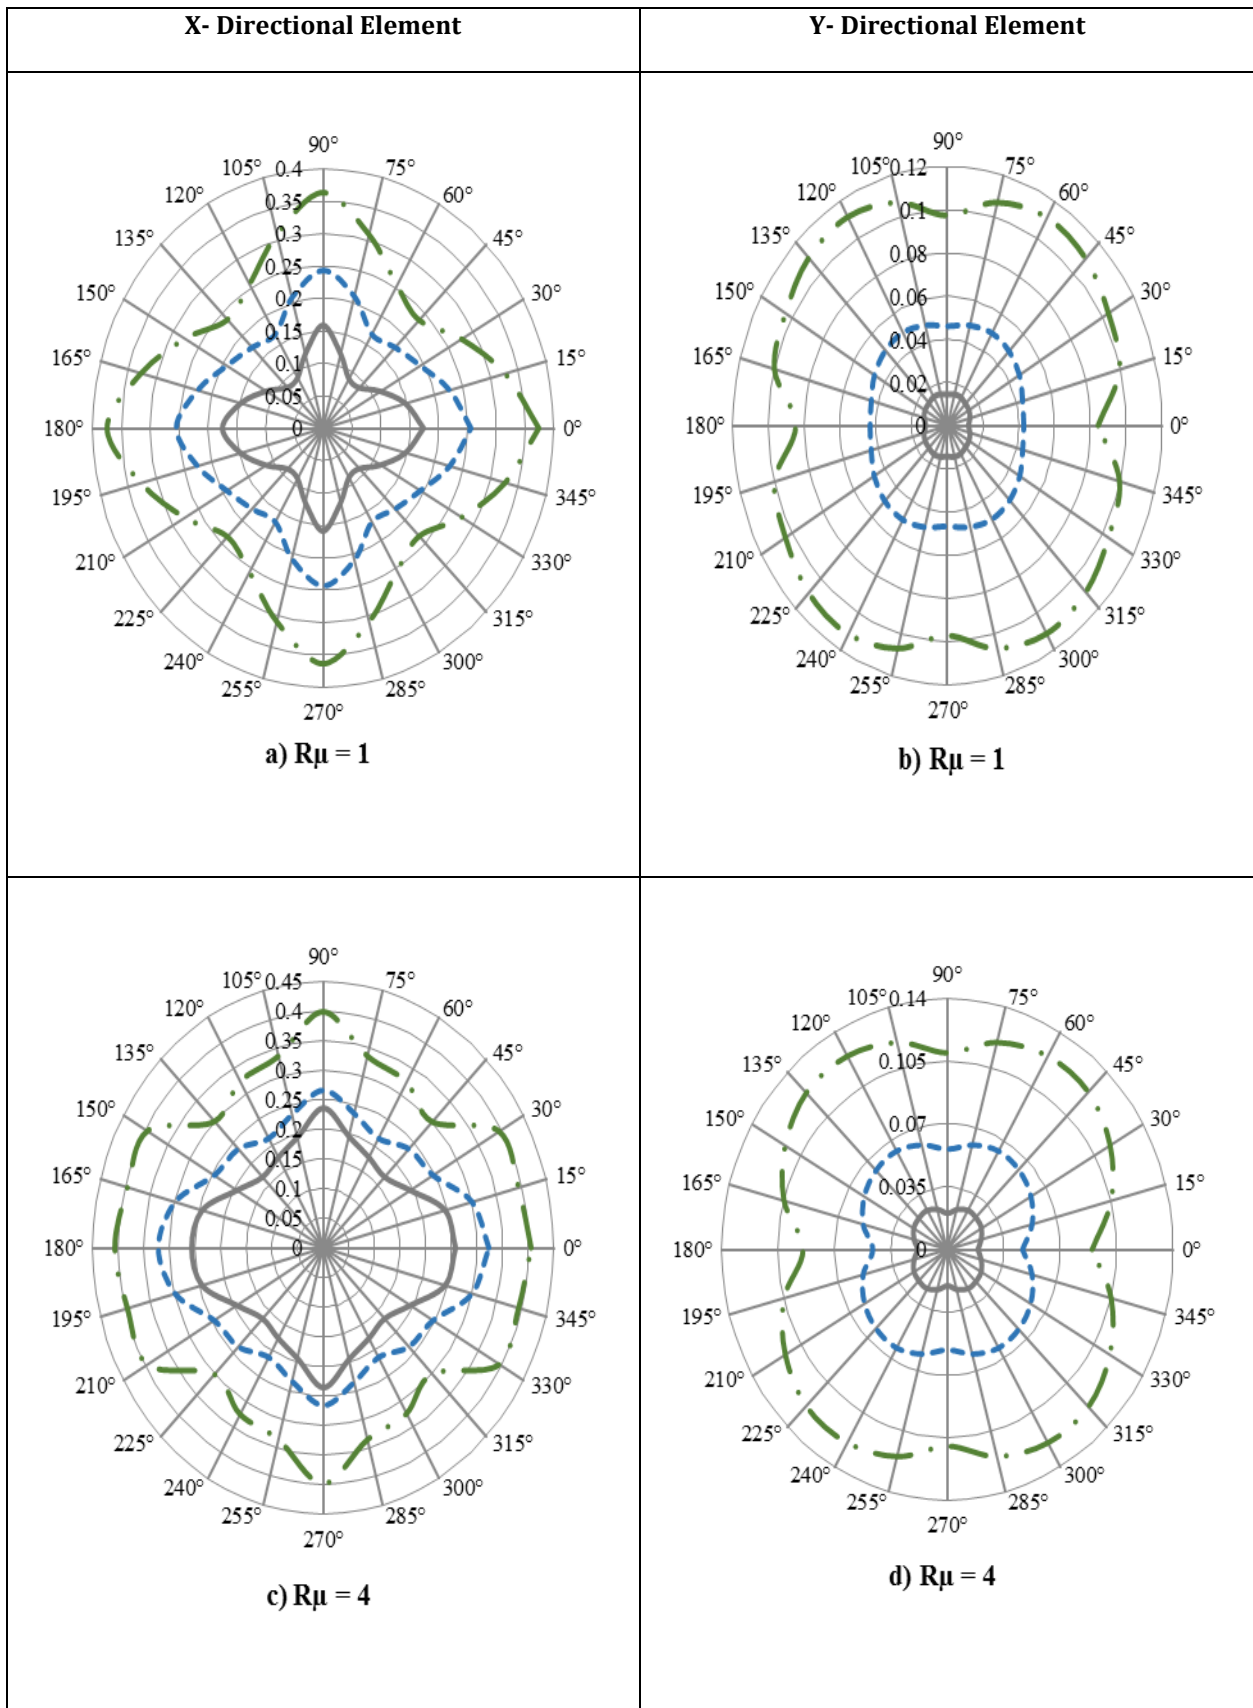 X- Directional Element
Y- Directional Element
90°
105° 0.4 75°
120° 0.35 60°
135° 0.3 45°
0.25
150° 0.2 30°
0.15
165° 0.1 15°
0.05
180° 0 0°
195° 345°
210° 330°
225° 315°
240° 300°
255° 285°
270°
a) Rμ = 1
90°
105° 0.12 75°
120° 0.1 60°
135° 0.08 45°
150° 0.06 30°
0.04
165° 0.02 15°
180° 0 0°
195° 345°
210° 330°
225° 315°
240° 300°
255° 285°
270°
b) Rμ = 1
90°
105° 0.45 75°
120° 0.4 60°
0.35
135° 0.3 45°
0.25
150° 0.2 30°
0.15
165° 0.1 15°
0.05
180° 0 0°
195° 345°
210° 330°
225° 315°
240° 300°
255° 285°
270°
c) Rμ = 4
90°
105° 0.14 75°
120° 60°
135° 0.105 45°
150° 0.07 30°
165° 0.035 15°
180° 0 0°
195° 345°
210° 330°
225° 315°
240° 300°
255° 285°
270°
d) Rμ = 4